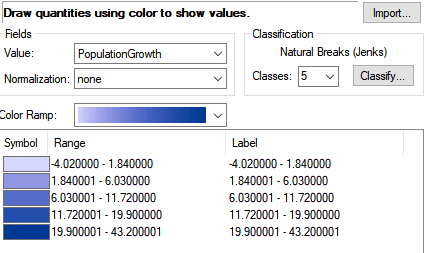 Draw quantities using color to show values.
Import...
Fields
Value:
PopulationGrowth
Normalization:
none
Classification
Natural Breaks (Jenks)
Classes:
5
Classify...
Color Ramp:
Symbol Range Label
-4.020000 - 1.840000 -4.020000 - 1.840000
1.840001 - 6.030000 1.840001 - 6.030000
6.030001 - 11.720000 6.030001 - 11.720000
11.720001 - 19.900000 11.720001 - 19.900000
19.900001 - 43.200001 19.900001 - 43.200001